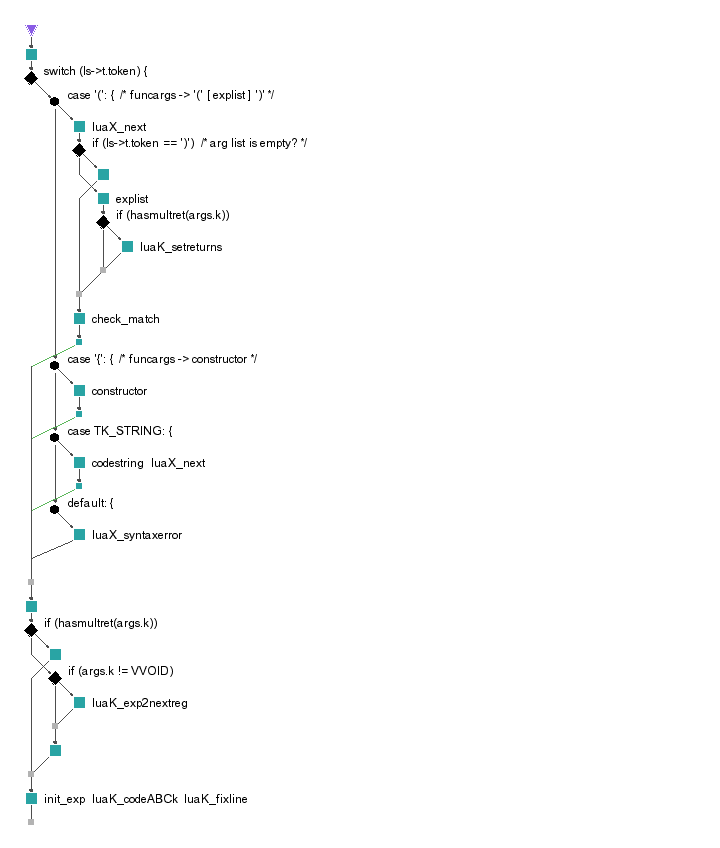 switch (ls->t.token) {
case '(': { /* funcargs -> '(' [ explist ] ')' */
luaX_next
if (ls->t.token == ')') /* arg list is empty? */
explist
if (hasmultret(args.k))
luaK_setreturns
check_match
case '{': { /* funcargs -> constructor */
constructor
case TK_STRING: {
codestring luaX_next
default: {
luaX_syntaxerror
if (hasmultret(args.k))
if (args.k != VVOID)
luaK_exp2nextreg
init_exp luaK_codeABCk luaK_fixline